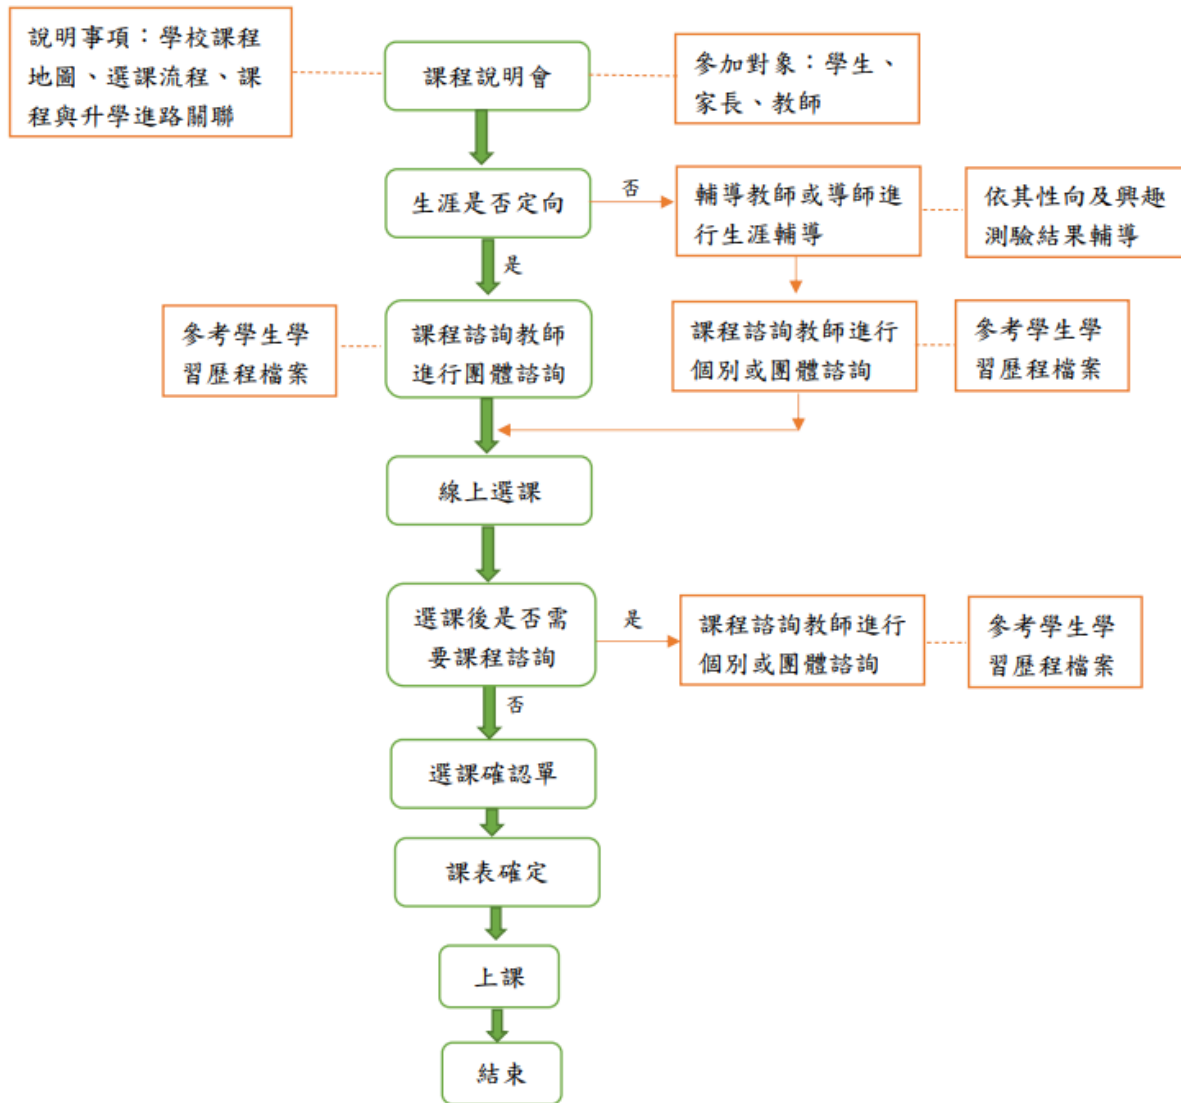 說明事項：學校課程
地圖、選課流程、課
程與升學進路關聯
課程說明會
參加對象：學生、
家長、教師
生涯是否定向
否
輔導教師或導師進
行生涯輔導
依其性向及興趣
測驗結果輔導
是
參考學生學
習歷程檔案
課程諮詢教師
進行團體諮詢
課程諮詢教師進行
個別或團體諮詢
參考學生學
習歷程檔案
線上選課
選課後是否需
要課程諮詢
是
課程諮詢教師進行
個別或團體諮詢
參考學生學
習歷程檔案
否
選課確認單
課表確定
上課
結束